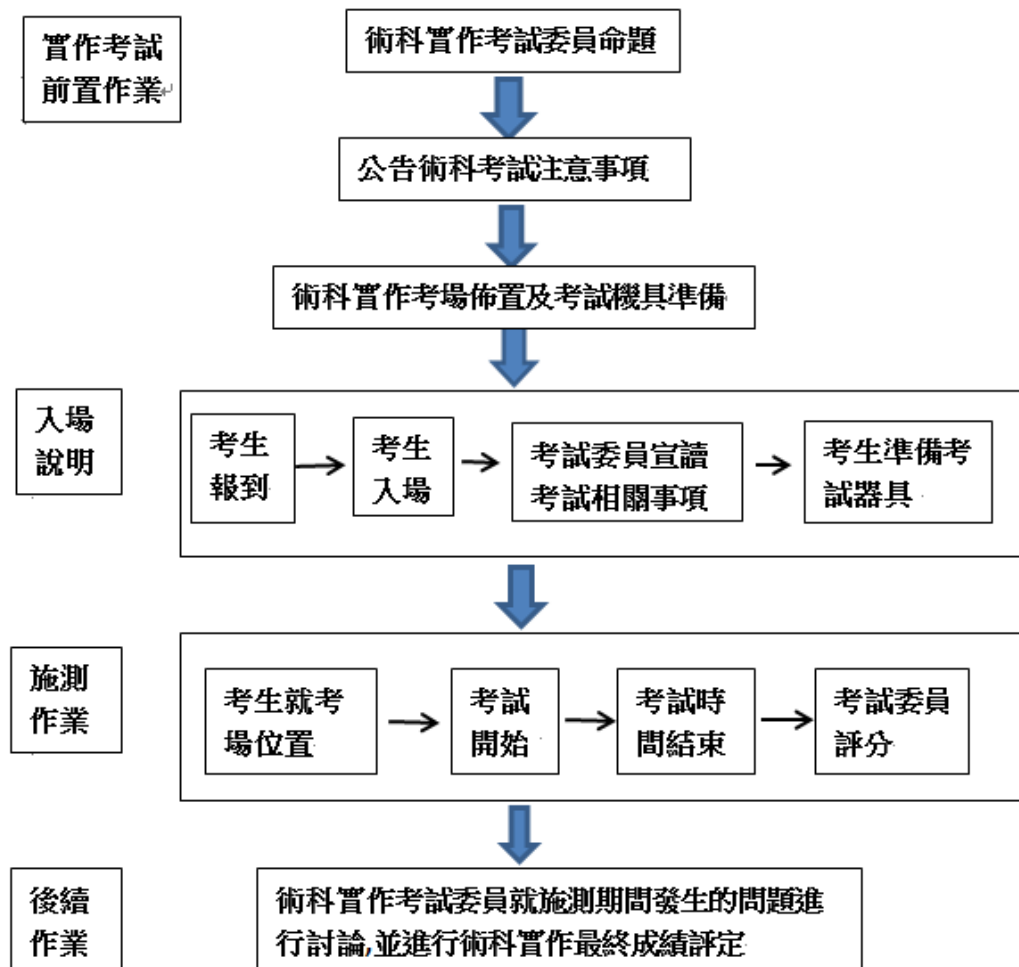 實作考試
前置作業
術科實作考試委員命題
公告術科考試注意事項
術科實作考場佈置及考試機具準備
入場
說明
考生
報到
考生
入場
考試委員宣讀
考試相關事項
考生準備考
試器具
施測
作業
考生就考
場位置
考試
開始
考試時
間結束
考試委員
評分
後續
作業
術科實作考試委員就施測期間發生的問題進
行討論,並進行術科實作最終成績評定